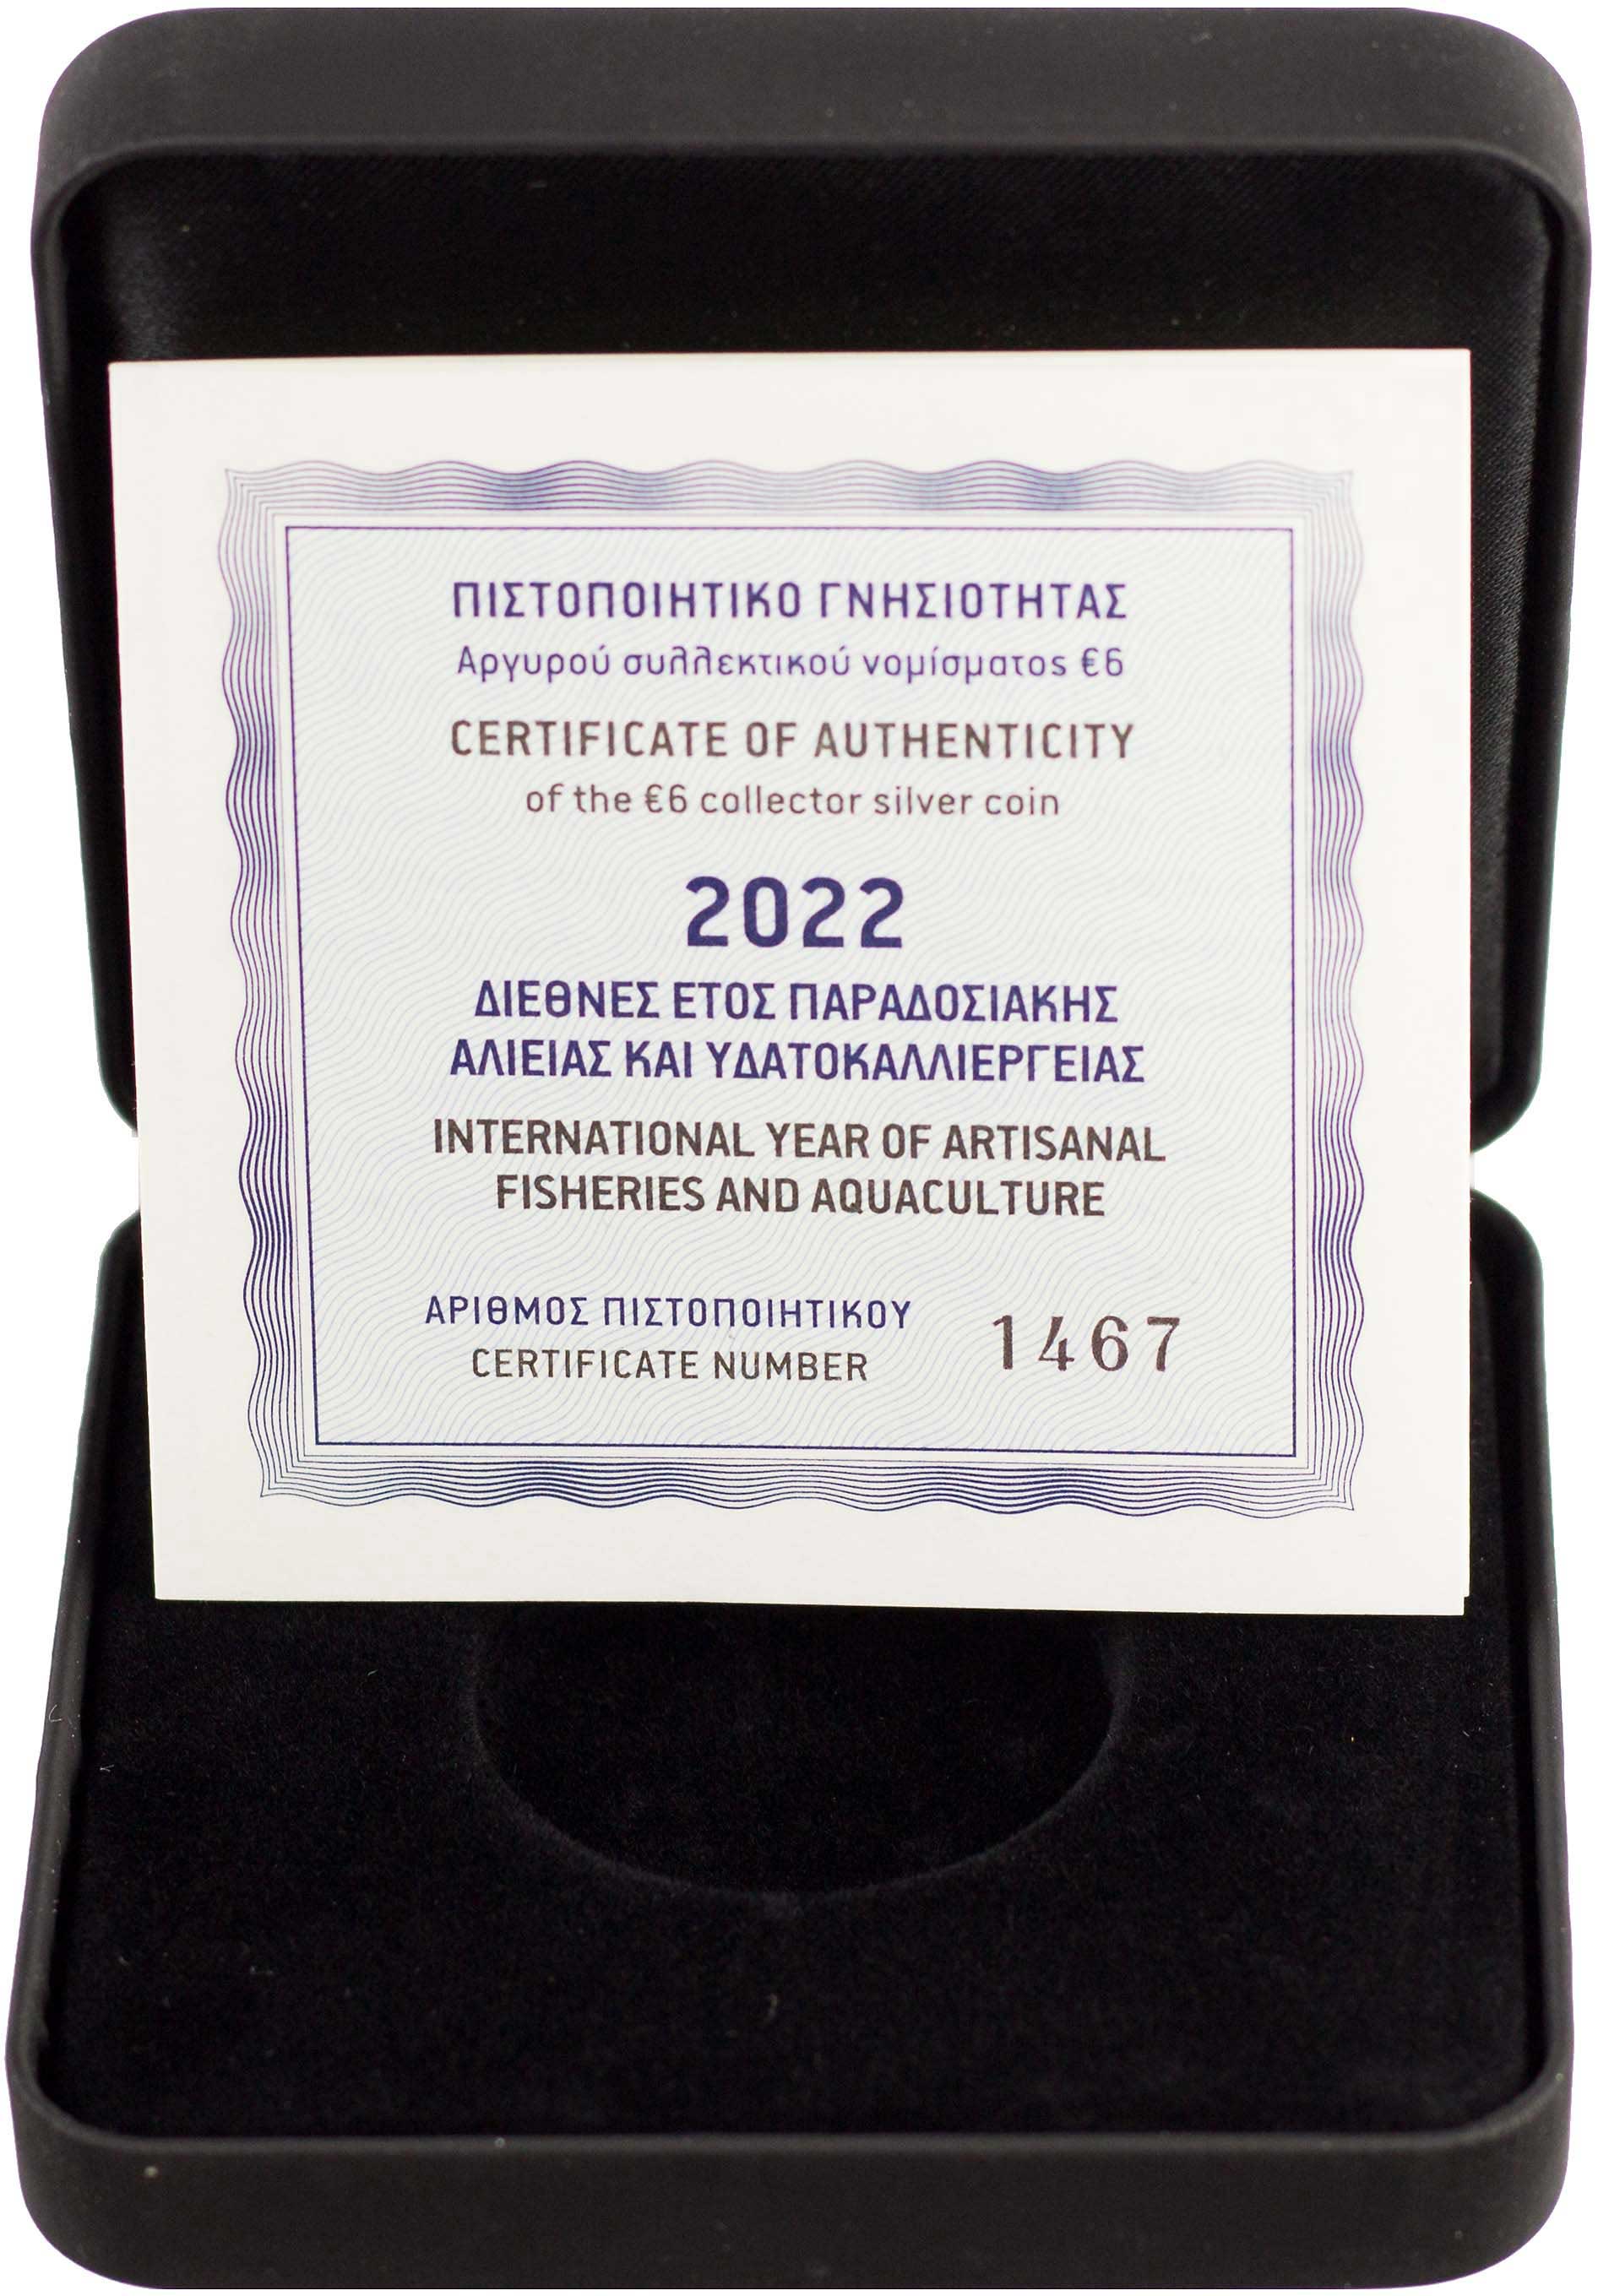 ΠΙΣΤΟΠΟΙΗΤΙΚΟ ΓΝΗΣΙΟΤΗΤΑΣ
Αργυρού συλλεκτικού νομίσματος €6
CERTIFICATE OF AUTHENTICITY
of the €6 collector silver coin
2022
ΔΙΕΘΝΕΣ ΕΤΟΣ ΠΑΡΑΔΟΣΙΑΚΗΣ
ΑΛΙΕΙΑΣ ΚΑΙ ΥΔΑΤΟΚΑΛΛΙΕΡΓΕΙΑΣ
INTERNATIONAL YEAR OF ARTISANAL
FISHERIES AND AQUACULTURE
ΑΡΙΘΜΟΣ ΠΙΣΤΟΠΟΙΗΤΙΚΟΥ
CERTIFICATE NUMBER 1467